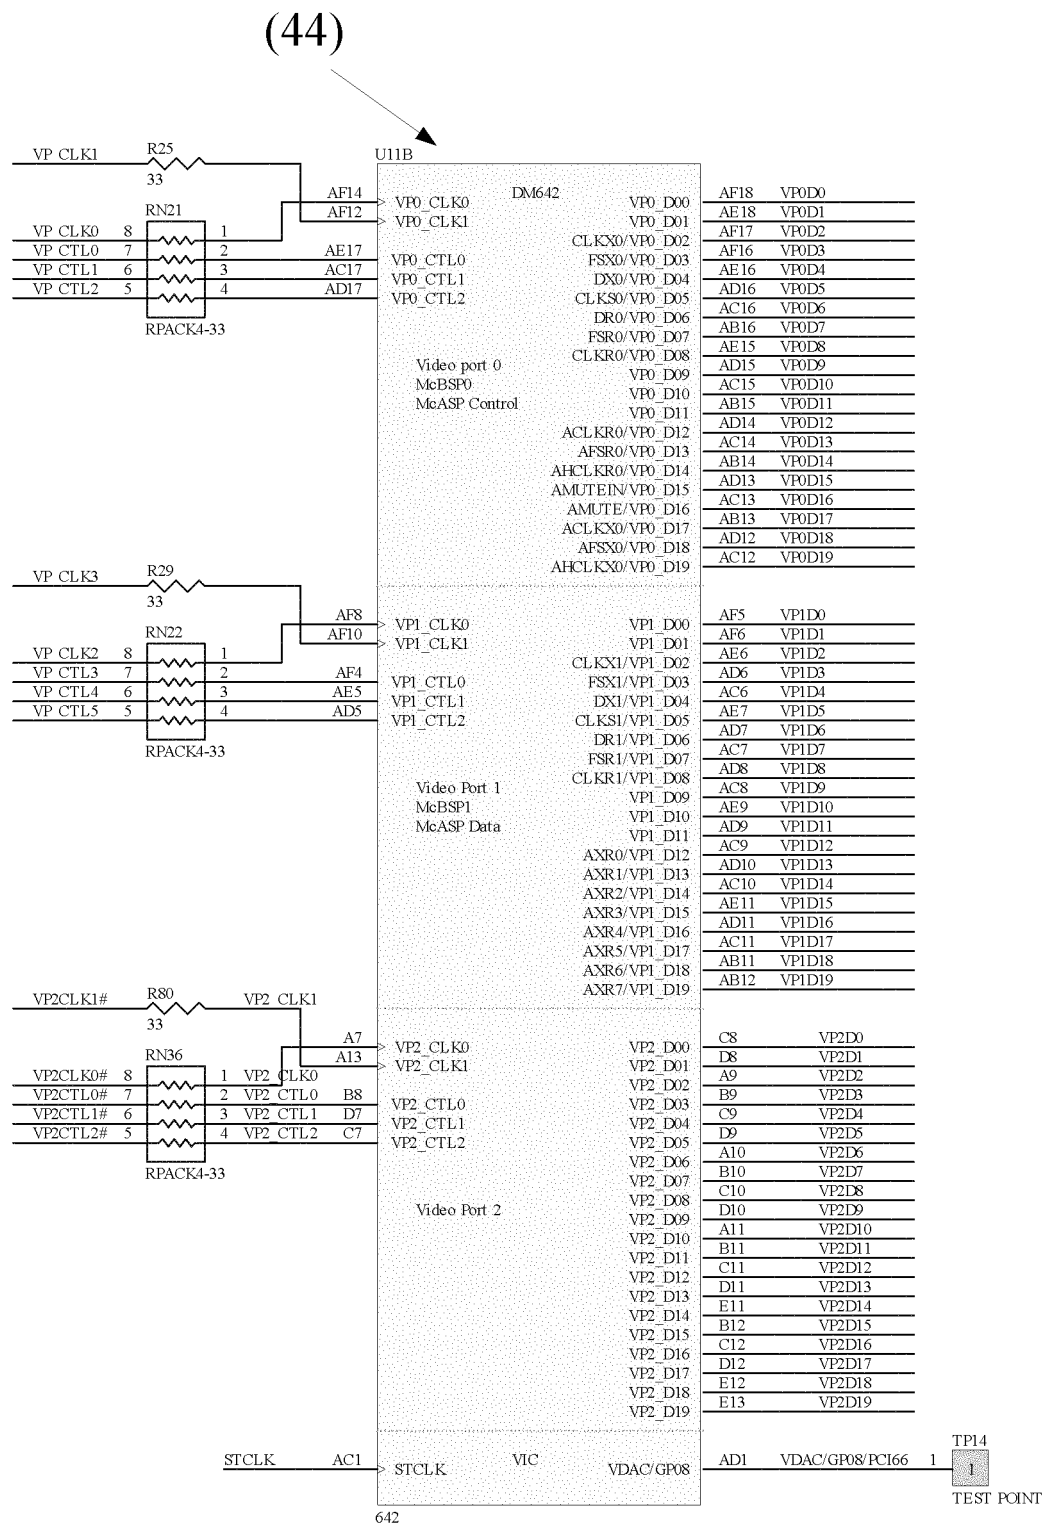 (44)
U11B
DM642
VP CLK1 R25
33
AF14 VP0_CLK0
AF12 VP0_CLK1
RN21
VP CLK0 8 1
VP CTL0 7 2 AE17 VP0_CTL0
VP CTL1 6 3 AC17 VP0_CTL1
VP CTL2 5 4 AD17 VP0_CTL2
RPACK4-33
Video port 0
McBSP0
McASP Control
VP0_D00 AF18 VP0D0
VP0_D01 AE18 VP0D1
CLKX0/VP0_D02 AF17 VP0D2
FSX0/VP0_D03 AF16 VP0D3
DX0/VP0_D04 AE16 VP0D4
CLKS0/VP0_D05 AD16 VP0D5
DR0/VP0_D06 AC16 VP0D6
FSR0/VP0_D07 AB16 VP0D7
CLKR0/VP0_D08 AE15 VP0D8
VP0_D09 AD15 VP0D9
VP0_D10 AC15 VP0D10
VP0_D11 AB15 VP0D11
ACLKR0/VP0_D12 AD14 VP0D12
AFSR0/VP0_D13 AC14 VP0D13
AHCLKR0/VP0_D14 AB14 VP0D14
AMUTEIN/VP0_D15 AD13 VP0D15
AMUTE/VP0_D16 AC13 VP0D16
ACLKX0/VP0_D17 AB13 VP0D17
AFSX0/VP0_D18 AD12 VP0D18
AHCLKX0/VP0_D19 AC12 VP0D19
VP CLK3 R29
33
AF8 VP1_CLK0
AF10 VP1_CLK1
RN22
VP CLK2 8 1
VP CTL3 7 2 AF4 VP1_CTL0
VP CTL4 6 3 AE5 VP1_CTL1
VP CTL5 5 4 AD5 VP1_CTL2
RPACK4-33
Video Port 1
McBSP1
McASP Data
VP1_D00 AF5 VP1D0
VP1_D01 AF6 VP1D1
CLKX1/VP1_D02 AE6 VP1D2
FSX1/VP1_D03 AD6 VP1D3
DX1/VP1_D04 AC6 VP1D4
CLKS1/VP1_D05 AE7 VP1D5
DR1/VP1_D06 AD7 VP1D6
FSR1/VP1_D07 AC7 VP1D7
CLKR1/VP1_D08 AD8 VP1D8
VP1_D09 AC8 VP1D9
VP1_D10 AE9 VP1D10
VP1_D11 AD9 VP1D11
AXR0/VP1_D12 AC9 VP1D12
AXR1/VP1_D13 AD10 VP1D13
AXR2/VP1_D14 AC10 VP1D14
AXR3/VP1_D15 AE11 VP1D15
AXR4/VP1_D16 AD11 VP1D16
AXR5/VP1_D17 AC11 VP1D17
AXR6/VP1_D18 AB11 VP1D18
AXR7/VP1_D19 AB12 VP1D19
VP2CLK1# R80 VP2_CLK1
33
A7 VP2_CLK0
A13 VP2_CLK1
RN36
VP2CLK0# 8 1 VP2_CLK0
VP2CTL0# 7 2 VP2_CTL0 B8 VP2_CTL0
VP2CTL1# 6 3 VP2_CTL1 D7 VP2_CTL1
VP2CTL2# 5 4 VP2_CTL2 C7 VP2_CTL2
RPACK4-33
Video Port 2
VP2_D00 C8 VP2D0
VP2_D01 D8 VP2D1
VP2_D02 A9 VP2D2
VP2_D03 B9 VP2D3
VP2_D04 C9 VP2D4
VP2_D05 D9 VP2D5
VP2_D06 A10 VP2D6
VP2_D07 B10 VP2D7
VP2_D08 C10 VP2D8
VP2_D09 D10 VP2D9
VP2_D10 A11 VP2D10
VP2_D11 B11 VP2D11
VP2_D12 C11 VP2D12
VP2_D13 D11 VP2D13
VP2_D14 E11 VP2D14
VP2_D15 B12 VP2D15
VP2_D16 C12 VP2D16
VP2_D17 D12 VP2D17
VP2_D18 E12 VP2D18
VP2_D19 E13 VP2D19
STCLK AC1 STCLK VIC VDAC/GP08 AD1 VDAC/GP08/PCI66 1
TP14
1
TEST POINT
642